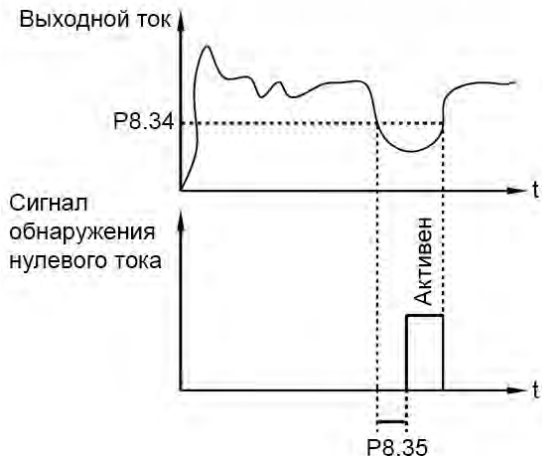 Выходной ток
P8.34
t
Сигнал
обнаружения
нулевого тока
Активен
t
P8.35